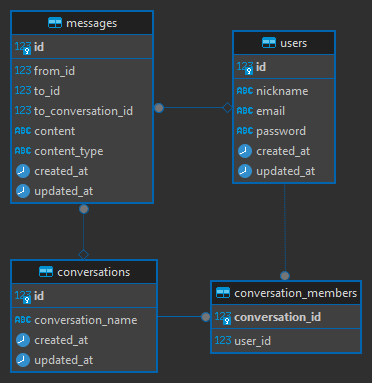 messages
123 id
123 from_id
123 to_id
123 to_conversation_id
ABC content
ABC content_type
created_at
updated_at
users
123 id
ABC nickname
ABC email
ABC password
created_at
updated_at
conversations
123 id
ABC conversation_name
created_at
updated_at
conversation_members
123 conversation_id
123 user_id